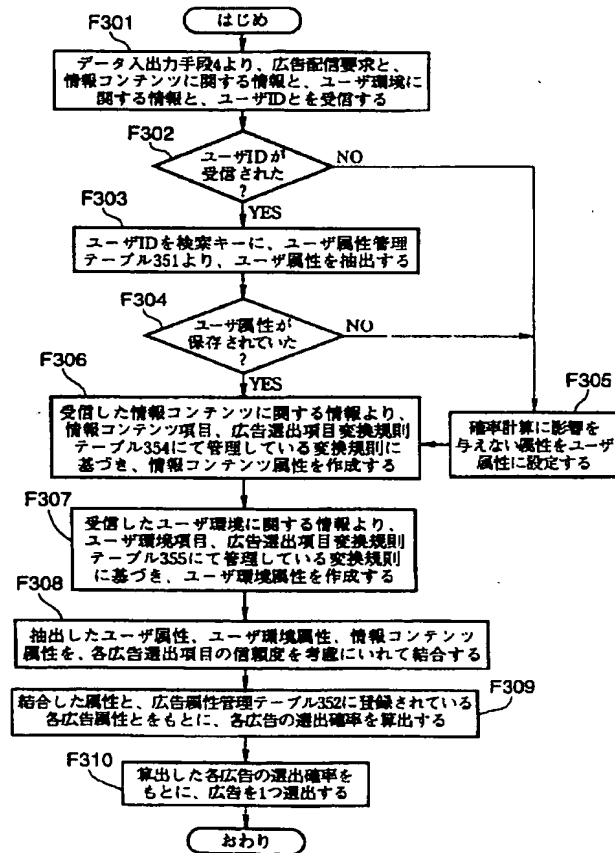 はじめ
F301
データ入出力手段4より、広告配信要求と、
情報コンテンツに関する情報と、ユーザ環境に
関する情報と、ユーザIDとを受信する
F302
ユーザIDが
受信された
?
NO
YES
F303
ユーザIDを検索キーに、ユーザ属性管理
テーブル351より、ユーザ属性を抽出する
F304
ユーザ属性が
保存されていた
?
NO
YES
F305
確率計算に影響を
与えない属性をユーザ
属性に設定する
F306
受信した情報コンテンツに関する情報より、
情報コンテンツ項目、広告選出項目変換規則
テーブル354にて管理している変換規則に
基づき、情報コンテンツ属性を作成する
F307
受信したユーザ環境に関する情報より、
ユーザ環境項目、広告選出項目変換規則
テーブル355にて管理している変換規則
に基づき、ユーザ環境属性を作成する
F308
抽出したユーザ属性、ユーザ環境属性、情報コンテンツ
属性を、各広告選出項目の信頼度を考慮にいれて結合する
F309
結合した属性と、広告属性管理テーブル352に登録されている
各広告属性とをもとに、各広告の選出確率を算出する
F310
算出した各広告の選出確率を
もとに、広告を1つ選出する
おわり